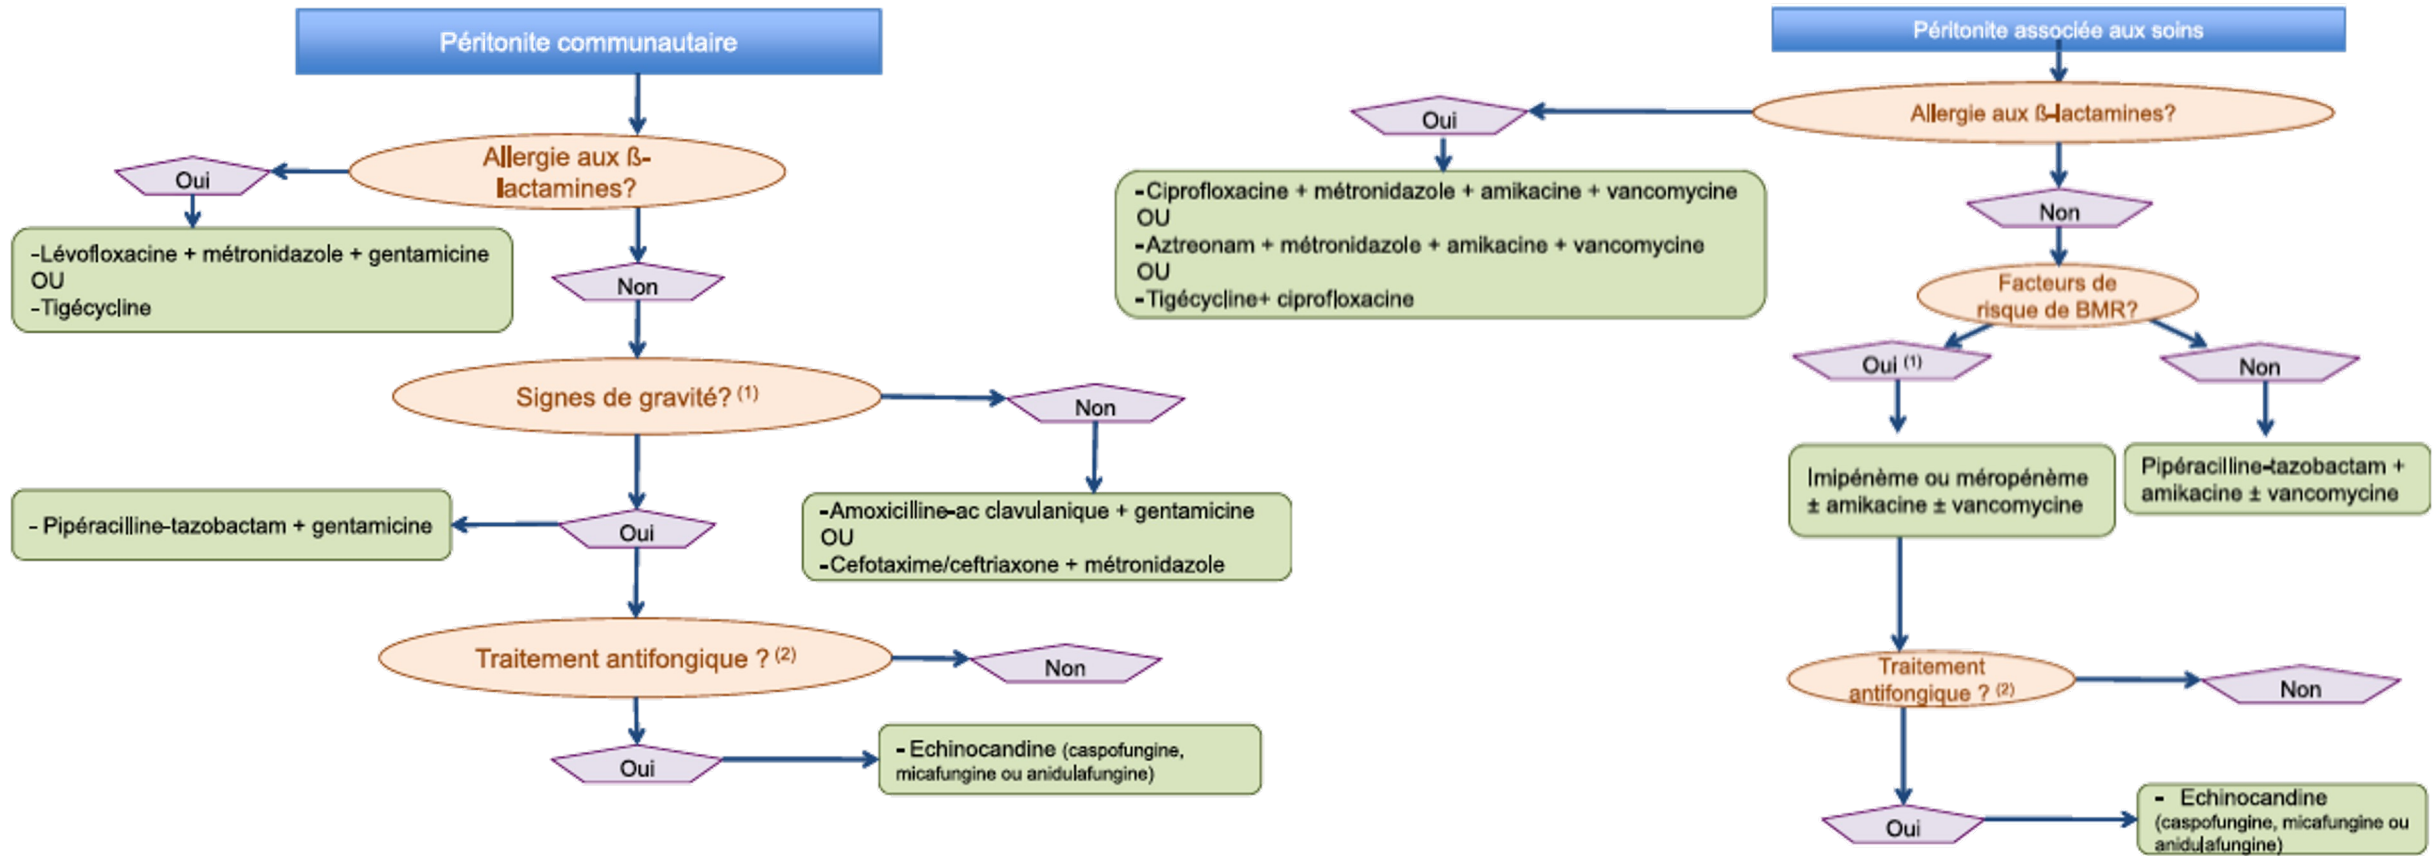 Péritonite communautaire
Allergie aux ß-
lactamines?
Oui
-Lévofloxacine + métronidazole + gentamicine
OU
-Tigécycline
Non
Signes de gravité? (1)
Non
-Amoxicilline-ac clavulanique + gentamicine
OU
-Cefotaxime/ceftriaxone + métronidazole
Oui
- Pipéracilline-tazobactam + gentamicine
Traitement antifongique ? (2)
Non
Oui
- Echinocandine (caspofungine,
micafungine ou anidulafungine)
Péritonite associée aux soins
Allergie aux ß-lactamines?
Oui
-Ciprofloxacine + métronidazole + amikacine + vancomycine
OU
-Aztreonam + métronidazole + amikacine + vancomycine
OU
-Tigécycline+ ciprofloxacine
Non
Facteurs de
risque de BMR?
Oui (1)
Non
Imipénème ou méropénème
± amikacine ± vancomycine
Pipéracilline-tazobactam +
amikacine ± vancomycine
Traitement
antifongique ? (2)
Non
Oui
- Echinocandine
(caspofungine, micafungine ou
anidulafungine)